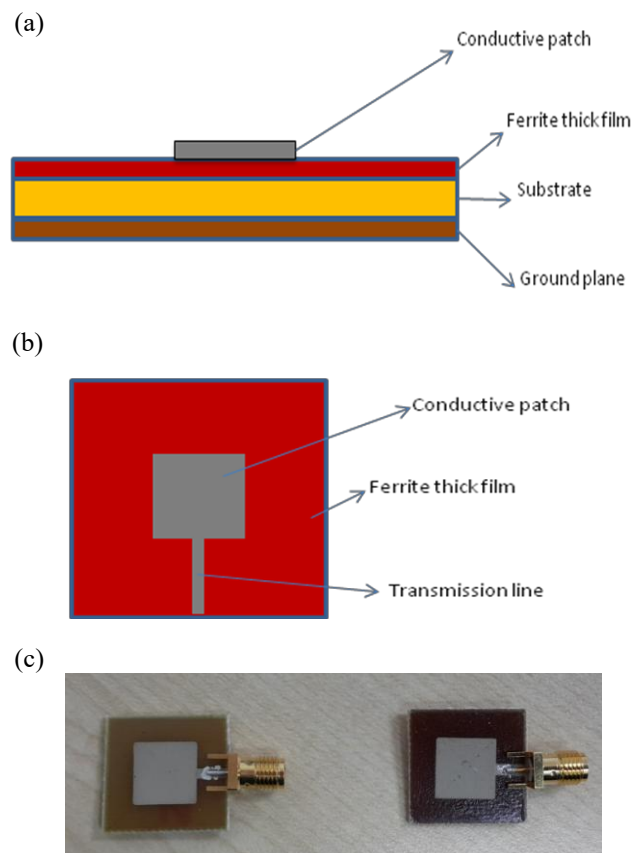 (a)
Conductive patch
Ferrite thick film
Substrate
Ground plane
(b)
Conductive patch
Ferrite thick film
Transmission line
(c)